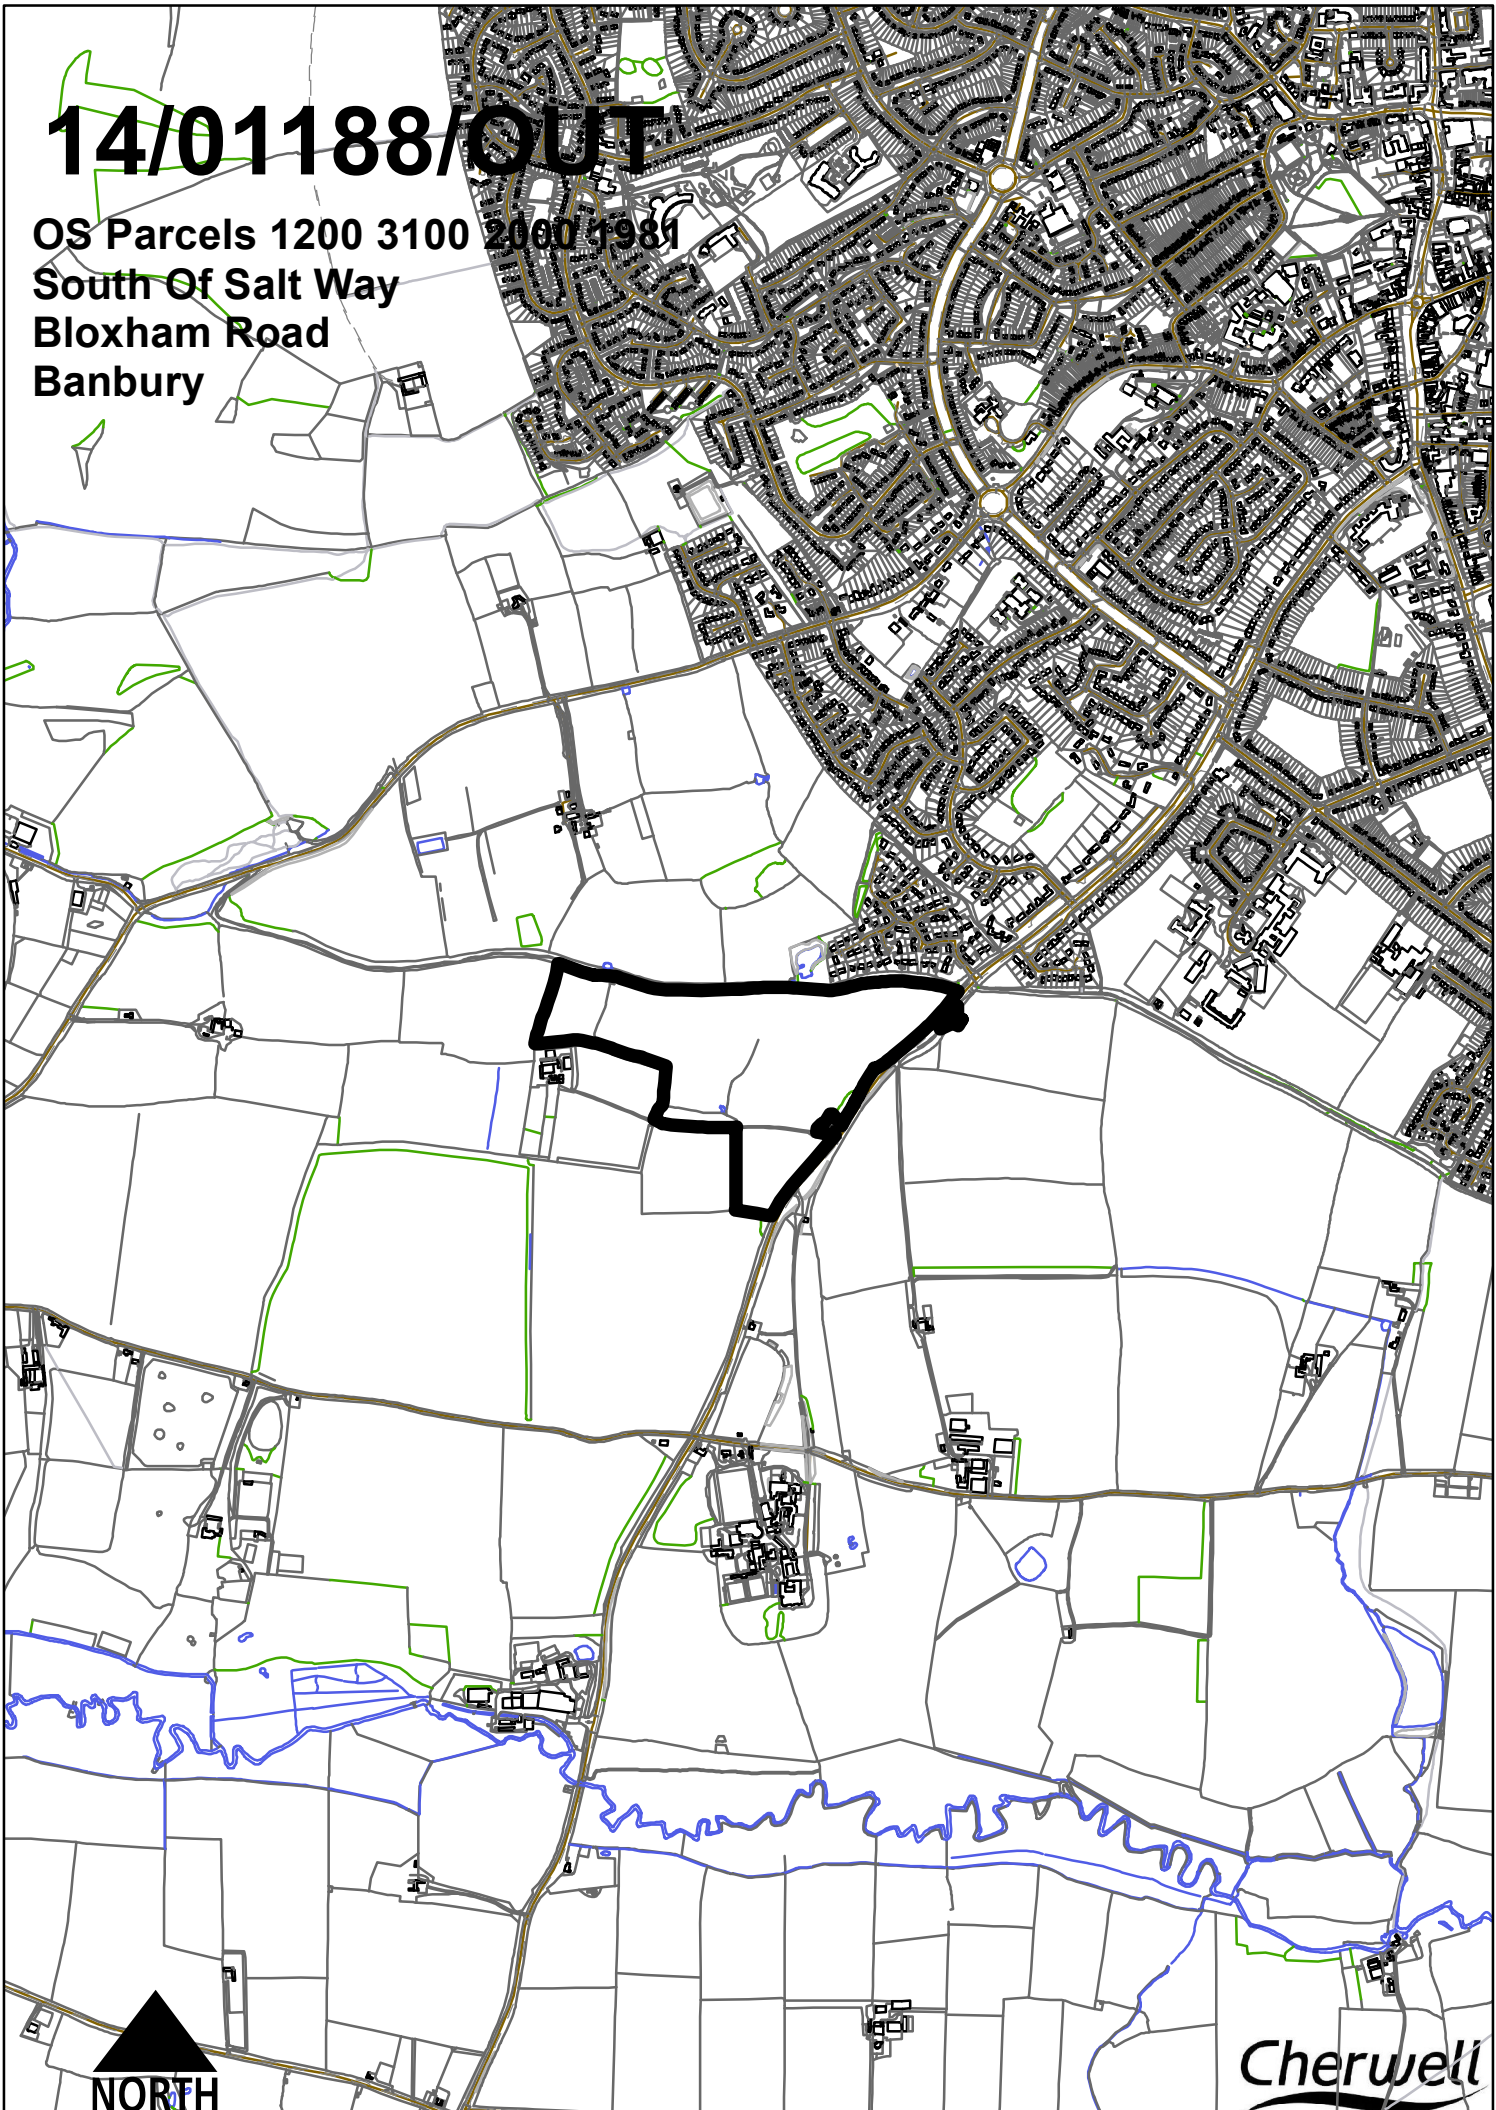 14/01188/OUT
OS Parcels 1200 3100 2000 1981
South Of Salt Way
Bloxham Road
Banbury
NORTH
Cherwell